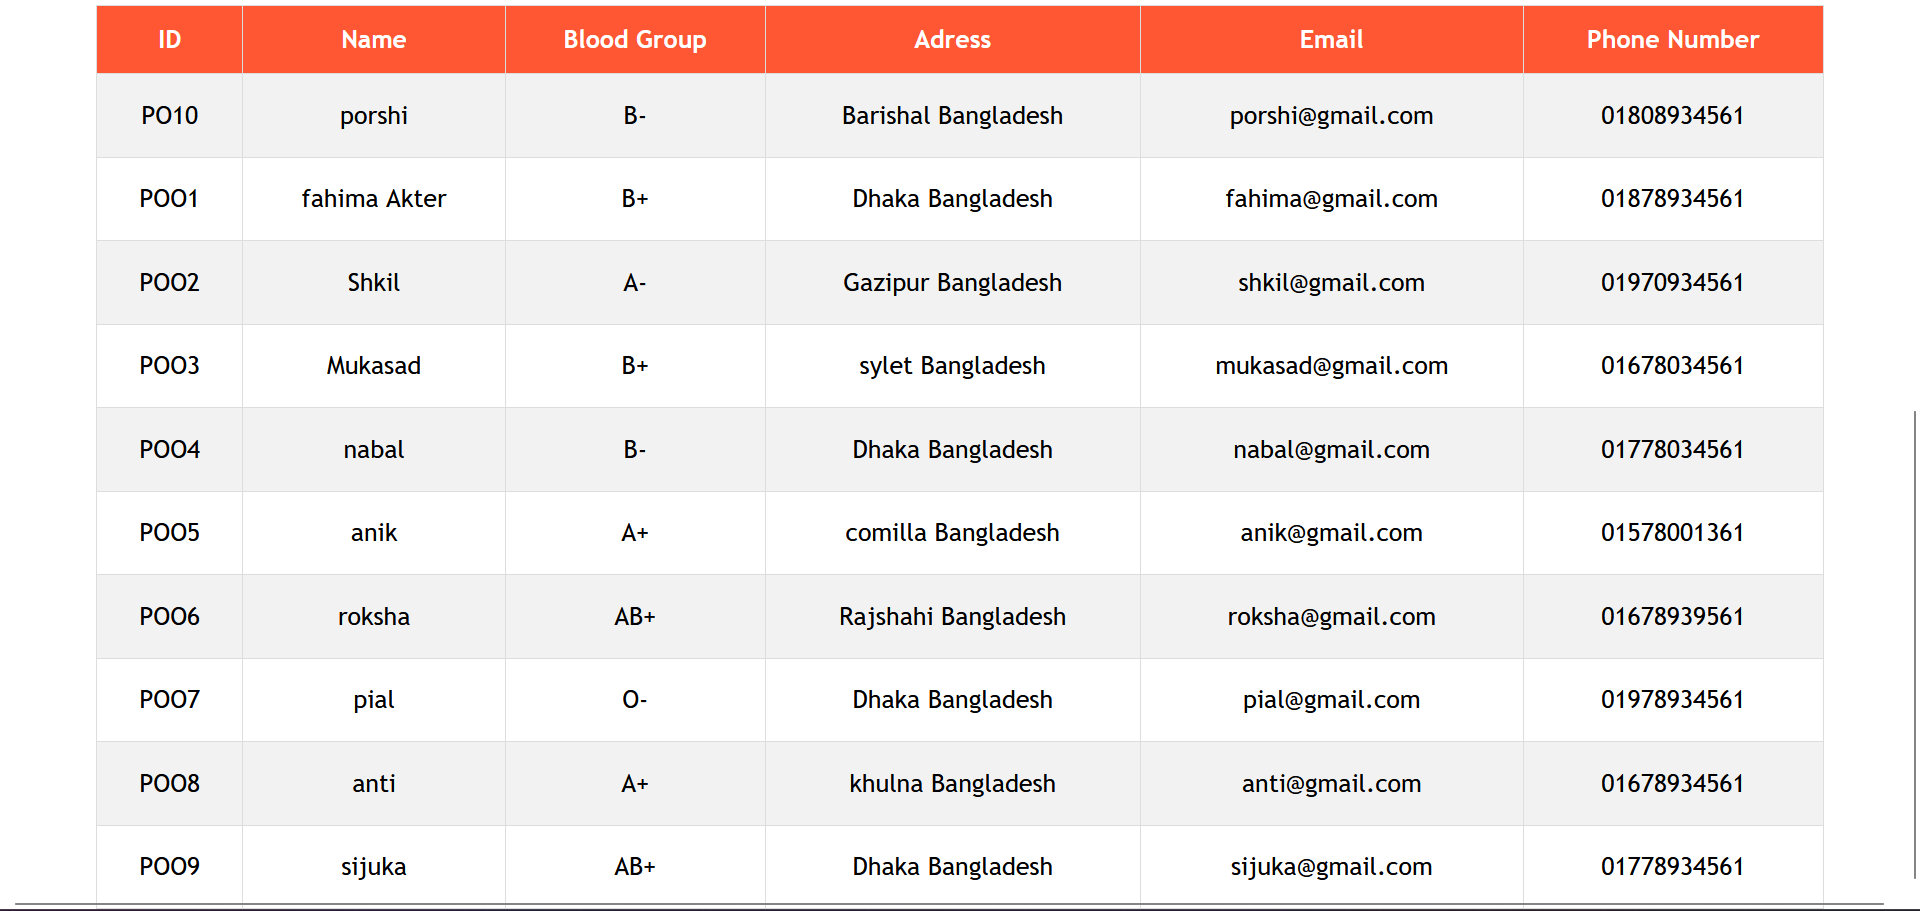 ID Name Blood Group Adress Email Phone Number
PO10 porshi B- Barishal Bangladesh porshi@gmail.com 01808934561
POO1 fahima Akter B+ Dhaka Bangladesh fahima@gmail.com 01878934561
POO2 Shkil A- Gazipur Bangladesh shkil@gmail.com 01970934561
POO3 Mukasad B+ sylet Bangladesh mukasad@gmail.com 01678034561
POO4 nabal B- Dhaka Bangladesh nabal@gmail.com 01778034561
POO5 anik A+ comilla Bangladesh anik@gmail.com 01578001361
POO6 roksha AB+ Rajshahi Bangladesh roksha@gmail.com 01678939561
POO7 pial O- Dhaka Bangladesh pial@gmail.com 01978934561
POO8 anti A+ khulna Bangladesh anti@gmail.com 01678934561
POO9 sijuka AB+ Dhaka Bangladesh sijuka@gmail.com 01778934561